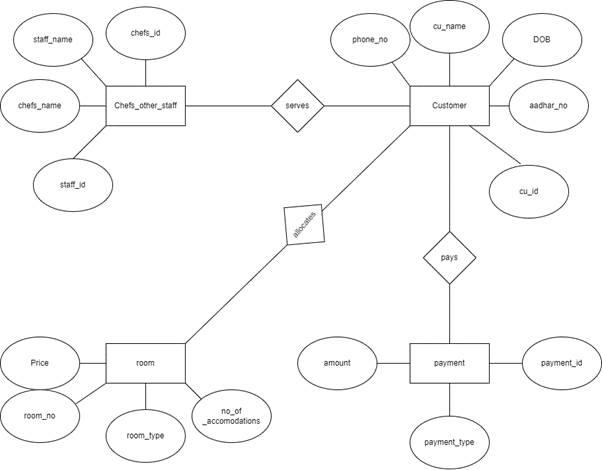 cu_name
chefs_id
staff_name
phone_no
DOB
chefs_name
Chefs_other_staff
serves
Customer
aadhar_no
staff_id
cu_id
allocates
pays
Price
room
amount
payment
payment_id
room_no
no_of
_accomodations
room_type
payment_type